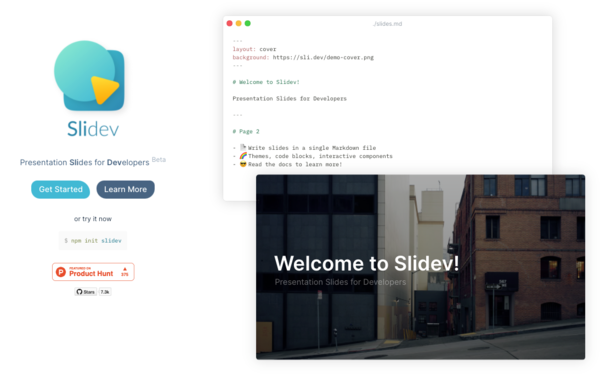 Slidev
Presentation Slides for Developers Beta
Get Started
Learn More
or try it now
$ npm init slidev
FEATURED ON
Product Hunt
Stars
7.3k
./slides.md
---
layout: cover
background: https://sli.dev/demo-cover.png
---
# Welcome to Slidev!
Presentation Slides for Developers
---
# Page 2
- 📝 Write slides in a single Markdown file
- 🌈 Themes, code blocks, interactive components
- 😎 Read the docs to learn more!
Welcome to Slidev!
Presentation Slides for Developers